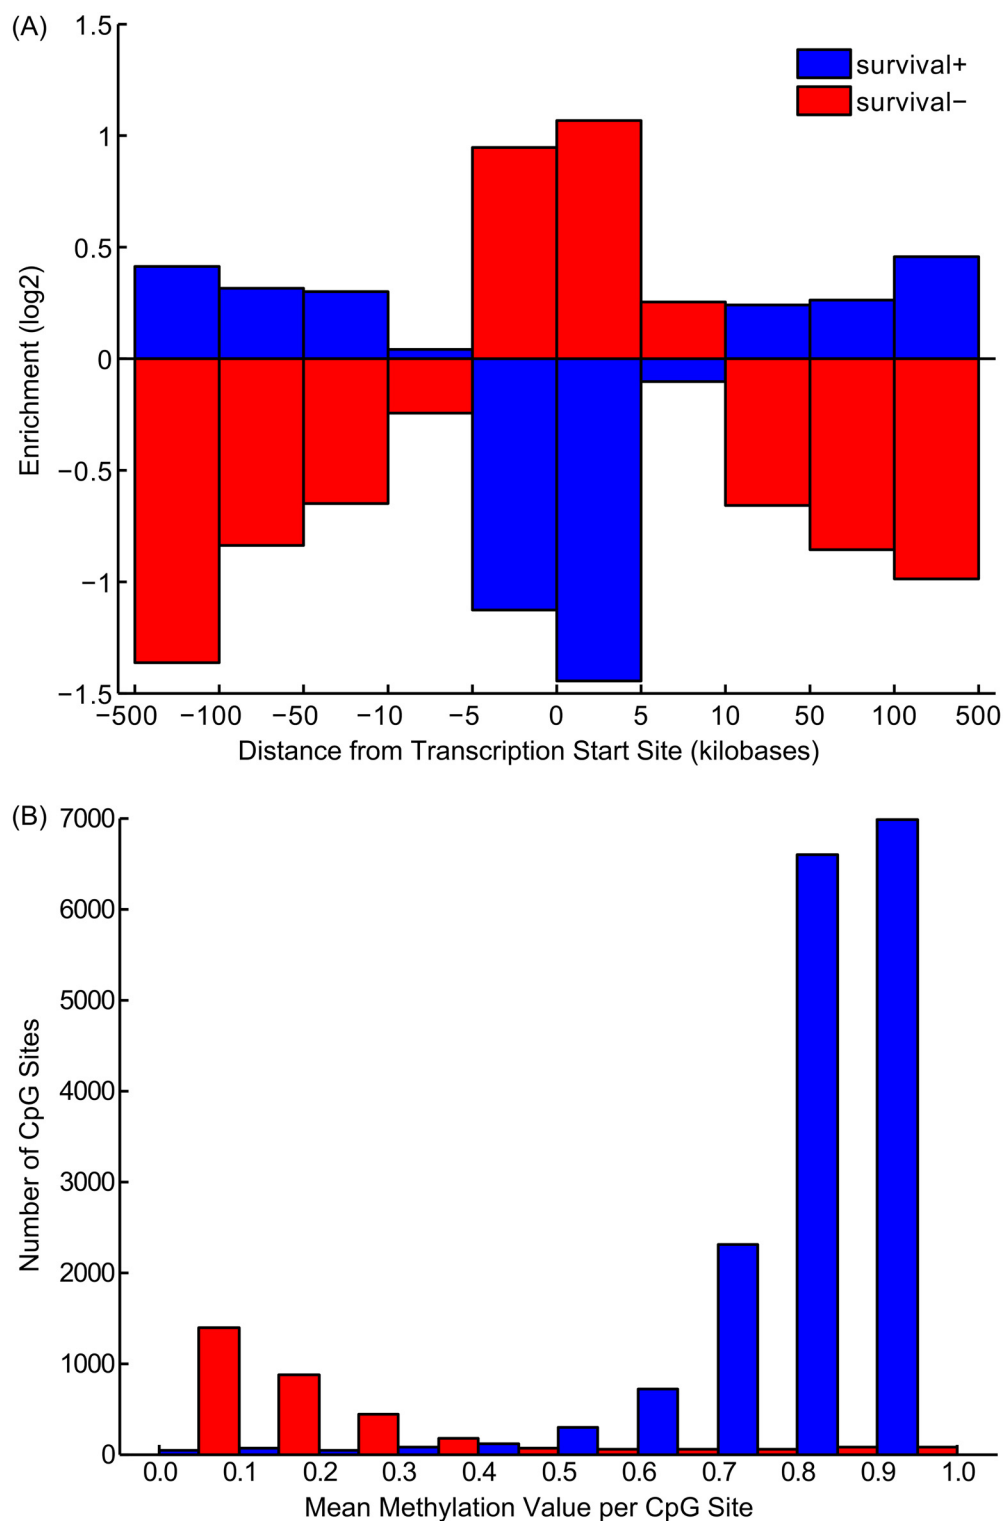 (A)
1.5
1
0.5
0
−0.5
−1
−1.5
Enrichment (log2)
survival+
survival−
−500 −100 −50 −10 −5 0 5 10 50 100 500
Distance from Transcription Start Site (kilobases)
(B)
7000
6000
5000
4000
3000
2000
1000
0
Number of CpG Sites
0.0 0.1 0.2 0.3 0.4 0.5 0.6 0.7 0.8 0.9 1.0
Mean Methylation Value per CpG Site